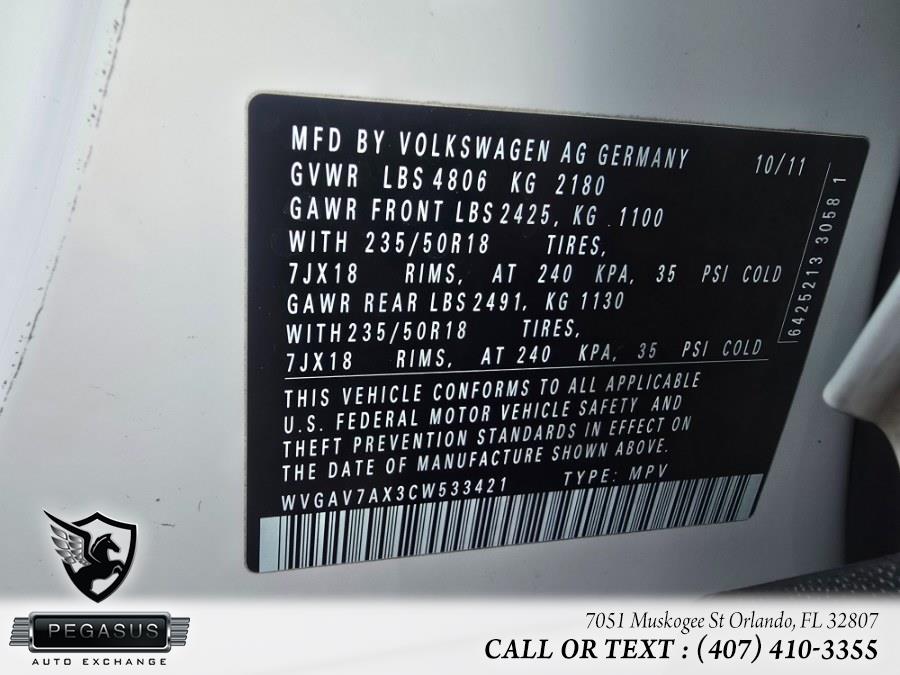 MFD BY VOLKSWAGEN AG GERMANY 10/11
GVWR LBS 4806 KG 2180
GAWR FRONT LBS 2425, KG 1100
WITH 235/50R18 TIRES,
7JX18 RIMS, AT 240 KPA, 35 PSI COLD
GAWR REAR LBS 2491, KG 1130
WITH 235/50R18 TIRES,
7JX18 RIMS, AT 240 KPA, 35 PSI COLD
6425213 3058 1
THIS VEHICLE CONFORMS TO ALL APPLICABLE
U.S. FEDERAL MOTOR VEHICLE SAFETY AND
THEFT PREVENTION STANDARDS IN EFFECT ON
THE DATE OF MANUFACTURE SHOWN ABOVE.
WVGAV7AX3CW533421 TYPE: MPV
PEGASUS
AUTO EXCHANGE
7051 Muskogee St Orlando, FL 32807
CALL OR TEXT : (407) 410-3355